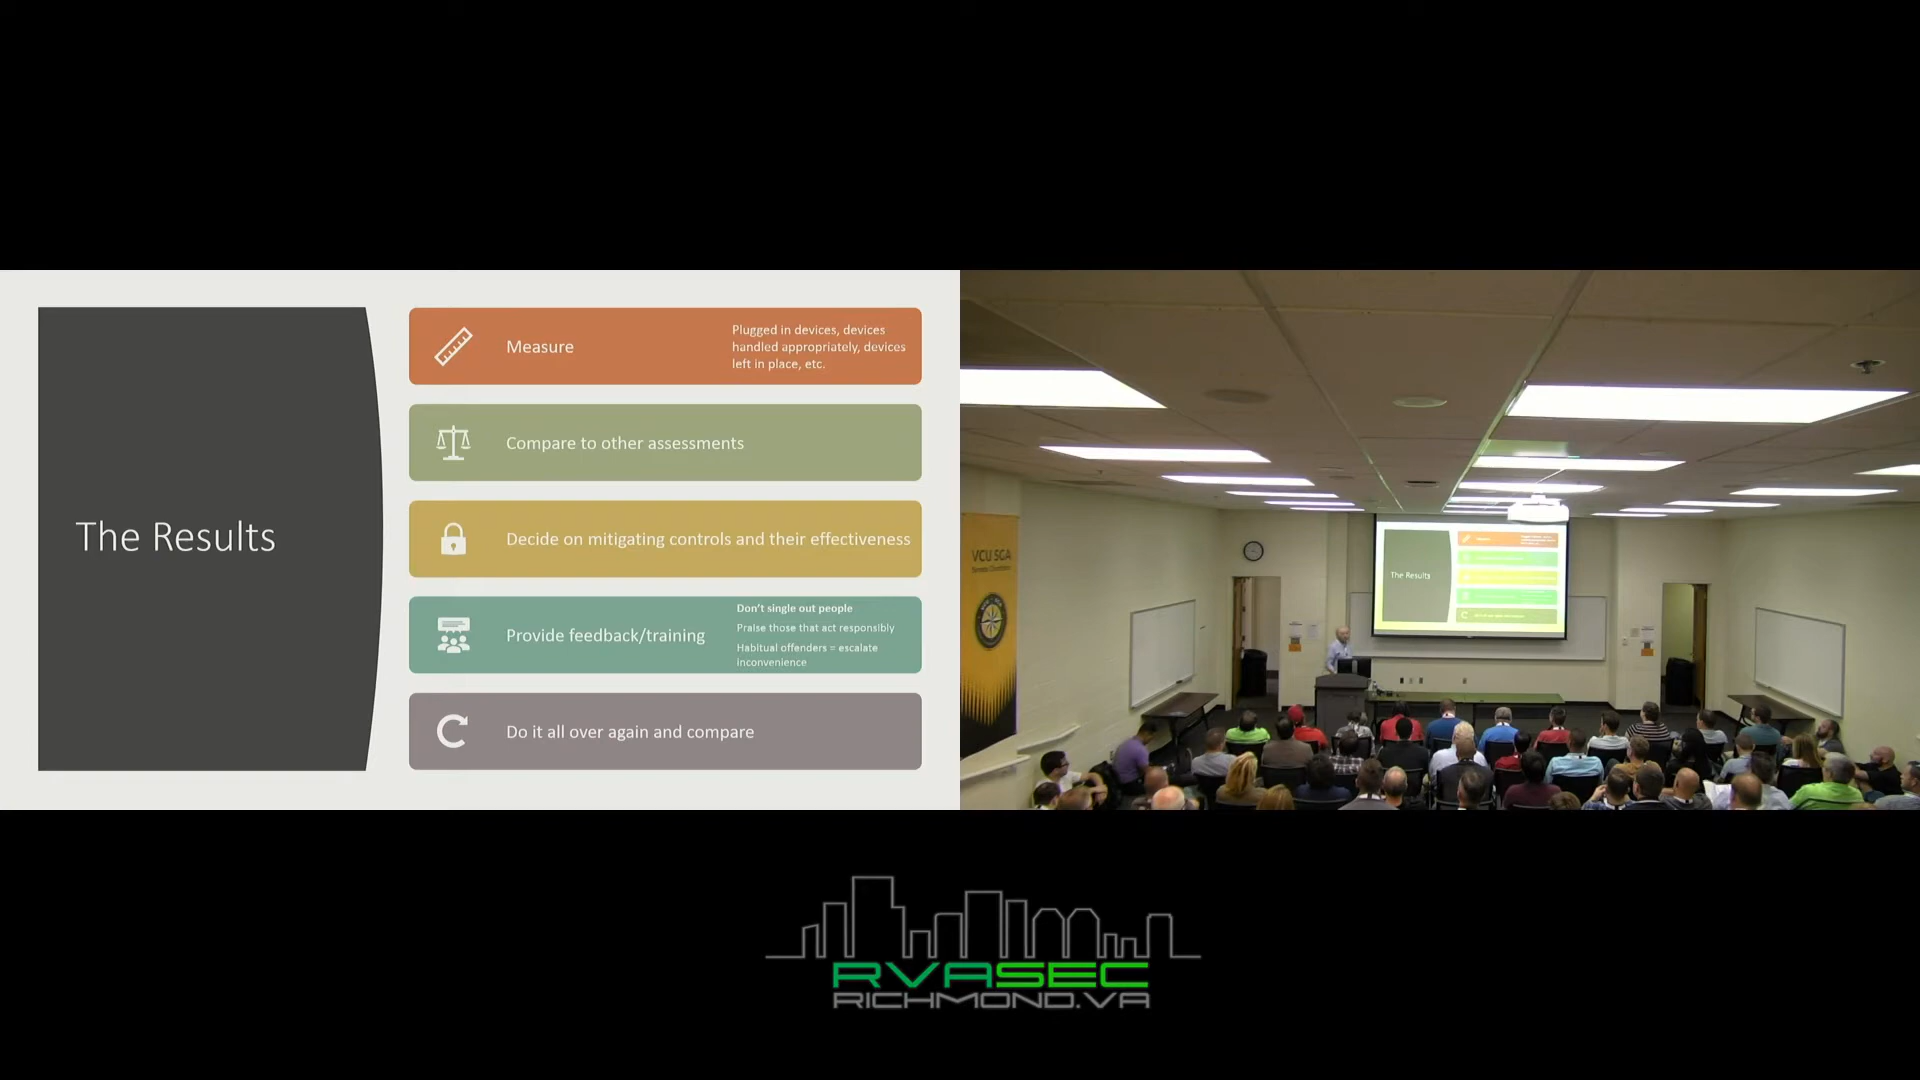 The Results
Measure
Plugged in devices, devices
handled appropriately, devices
left in place, etc.
Compare to other assessments
Decide on mitigating controls and their effectiveness
Provide feedback/training
Don't single out people
Praise those that act responsibly
Habitual offenders = escalate
inconvenience
Do it all over again and compare
VCU SGA
The Results
RVASEC
RICHMOND.VA